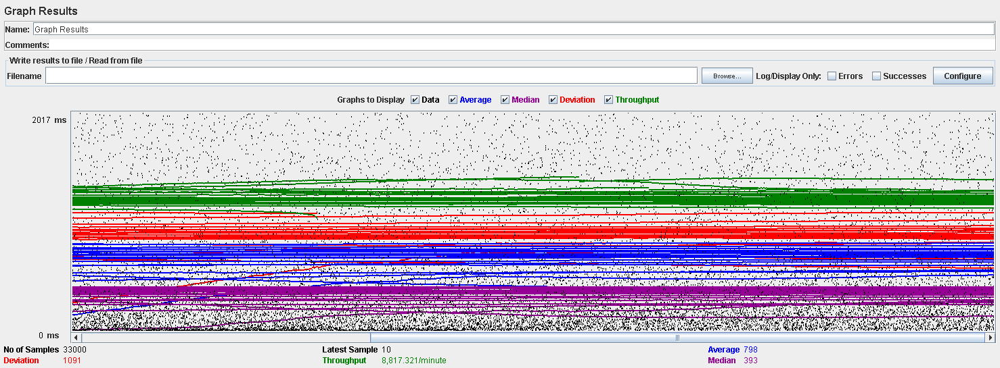 Graph Results
Name: Graph Results
Comments:
Write results to file / Read from file
Filename Browse... Log/Display Only: Errors Successes Configure
Graphs to Display Data Average Median Deviation Throughput
2017 ms
0 ms
No of Samples 33000 Latest Sample 10 Average 798
Deviation 1091 Throughput 8,817.321/minute Median 393